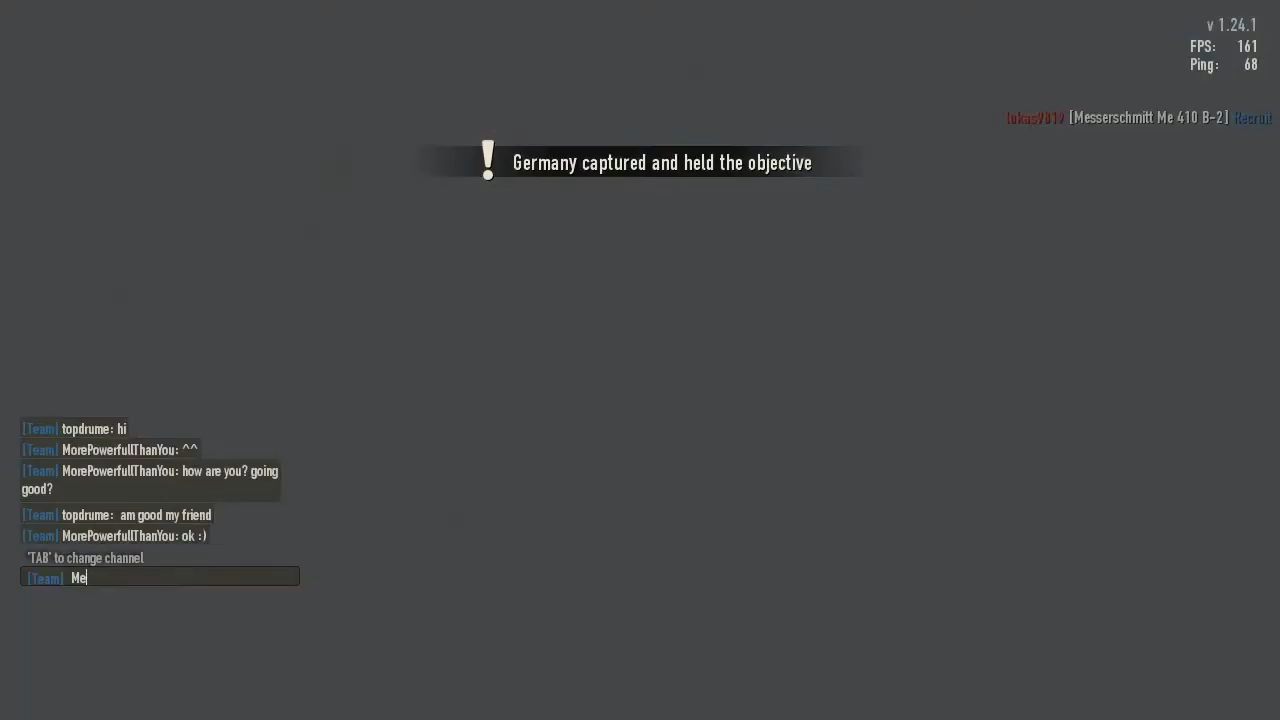 v 1.24.1
FPS: 161
Ping: 68
lukas9819 [Messerschmitt Me 410 B-2] Recruit
! Germany captured and held the objective
[Team] topdrume: hi
[Team] MorePowerfullThanYou: ^^
[Team] MorePowerfullThanYou: how are you? going
good?
[Team] topdrume: am good my friend
[Team] MorePowerfullThanYou: ok :)
'TAB' to change channel
[Team] Me